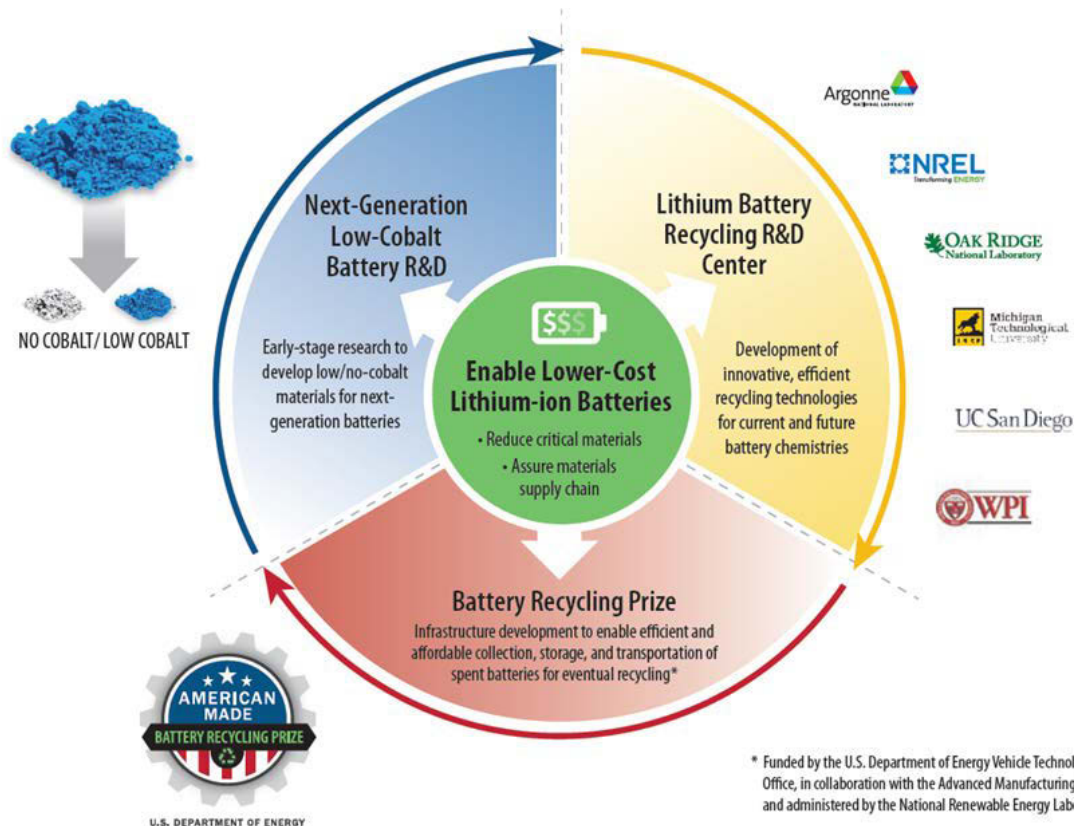 Argonne
NATIONAL LABORATORY
NREL
Transforming ENERGY
OAK RIDGE
National Laboratory
Michigan
Technological
University
UC San Diego
WPI
NO COBALT/ LOW COBALT
Next-Generation
Low-Cobalt
Battery R&D
Early-stage research to
develop low/no-cobalt
materials for next-
generation batteries
Lithium Battery
Recycling R&D
Center
Development of
innovative, efficient
recycling technologies
for current and future
battery chemistries
$$$
Enable Lower-Cost
Lithium-ion Batteries
• Reduce critical materials
• Assure materials
supply chain
Battery Recycling Prize
Infrastructure development to enable efficient and
affordable collection, storage, and transportation of
spent batteries for eventual recycling*
AMERICAN
MADE
BATTERY RECYCLING PRIZE
U.S. DEPARTMENT OF ENERGY
* Funded by the U.S. Department of Energy Vehicle Technol
Office, in collaboration with the Advanced Manufacturing
and administered by the National Renewable Energy Lab